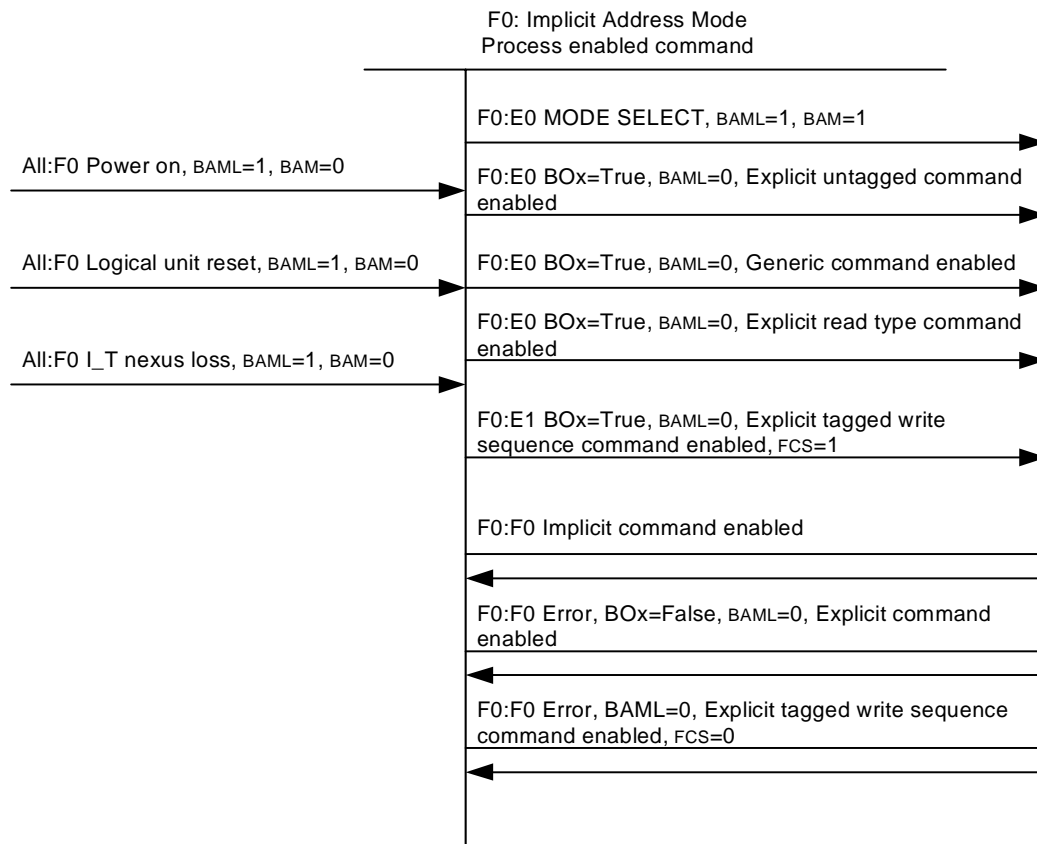 F0: Implicit Address Mode
Process enabled command
F0:E0 MODE SELECT, BAML=1, BAM=1
All:F0 Power on, BAML=1, BAM=0
F0:E0 BOx=True, BAML=0, Explicit untagged command
enabled
All:F0 Logical unit reset, BAML=1, BAM=0
F0:E0 BOx=True, BAML=0, Generic command enabled
F0:E0 BOx=True, BAML=0, Explicit read type command
enabled
All:F0 I_T nexus loss, BAML=1, BAM=0
F0:E1 BOx=True, BAML=0, Explicit tagged write
sequence command enabled, FCS=1
F0:F0 Implicit command enabled
F0:F0 Error, BOx=False, BAML=0, Explicit command
enabled
F0:F0 Error, BAML=0, Explicit tagged write sequence
command enabled, FCS=0